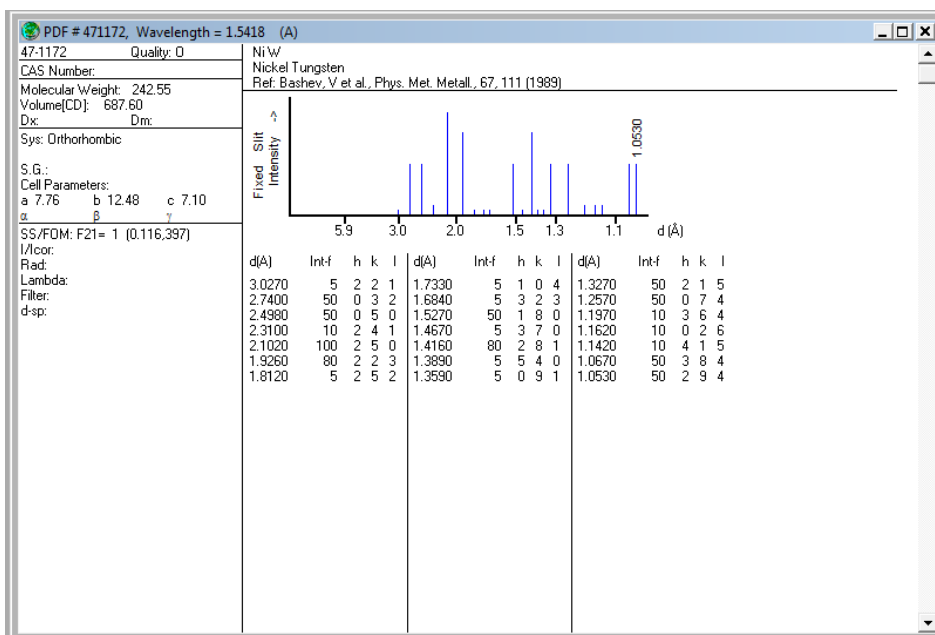 PDF # 471172, Wavelength = 1.5418 (A)
47-1172 Quality: O
CAS Number:
Molecular Weight: 242.55
Volume[CD]: 687.60
Dx: Dm:
Sys: Orthorhombic
S.G.:
Cell Parameters:
a 7.76 b 12.48 c 7.10
α β γ
SS/FOM: F21= 1 (0.116,397)
I/Icor:
Rad:
Lambda:
Filter:
d-sp:
Ni W
Nickel Tungsten
Ref: Bashev, V et al., Phys. Met. Metall., 67, 111 (1989)
Fixed Slit
Intensity ->
1.0530
5.9 3.0 2.0 1.5 1.3 1.1 d (Å)
d(A) Int-f h k l d(A) Int-f h k l d(A) Int-f h k l
3.0270 5 2 2 1 1.7330 5 1 0 4 1.3270 50 2 1 5
2.7400 50 0 3 2 1.6840 5 3 2 3 1.2570 50 0 7 4
2.4980 50 0 5 0 1.5270 50 1 8 0 1.1970 10 3 6 4
2.3100 10 2 4 1 1.4670 5 3 7 0 1.1620 10 0 2 6
2.1020 100 2 5 0 1.4160 80 2 8 1 1.1420 10 4 1 5
1.9260 80 2 2 3 1.3890 5 5 4 0 1.0670 50 3 8 4
1.8120 5 2 5 2 1.3590 5 0 9 1 1.0530 50 2 9 4